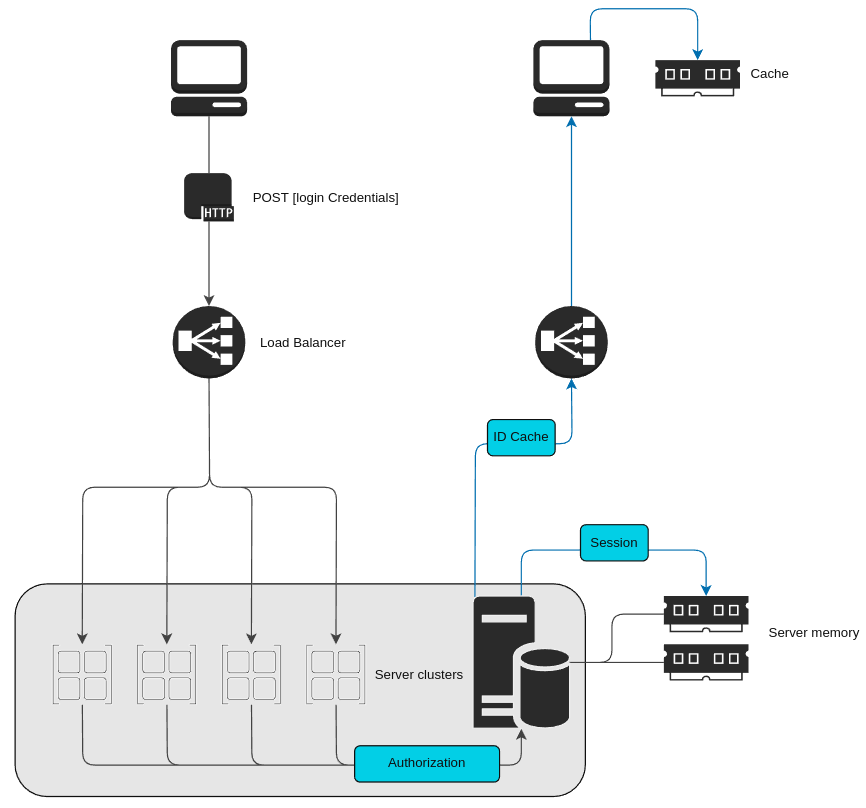 Cache
HTTP
POST [login Credentials]
Load Balancer
ID Cache
Session
Server memory
Server clusters
Authorization